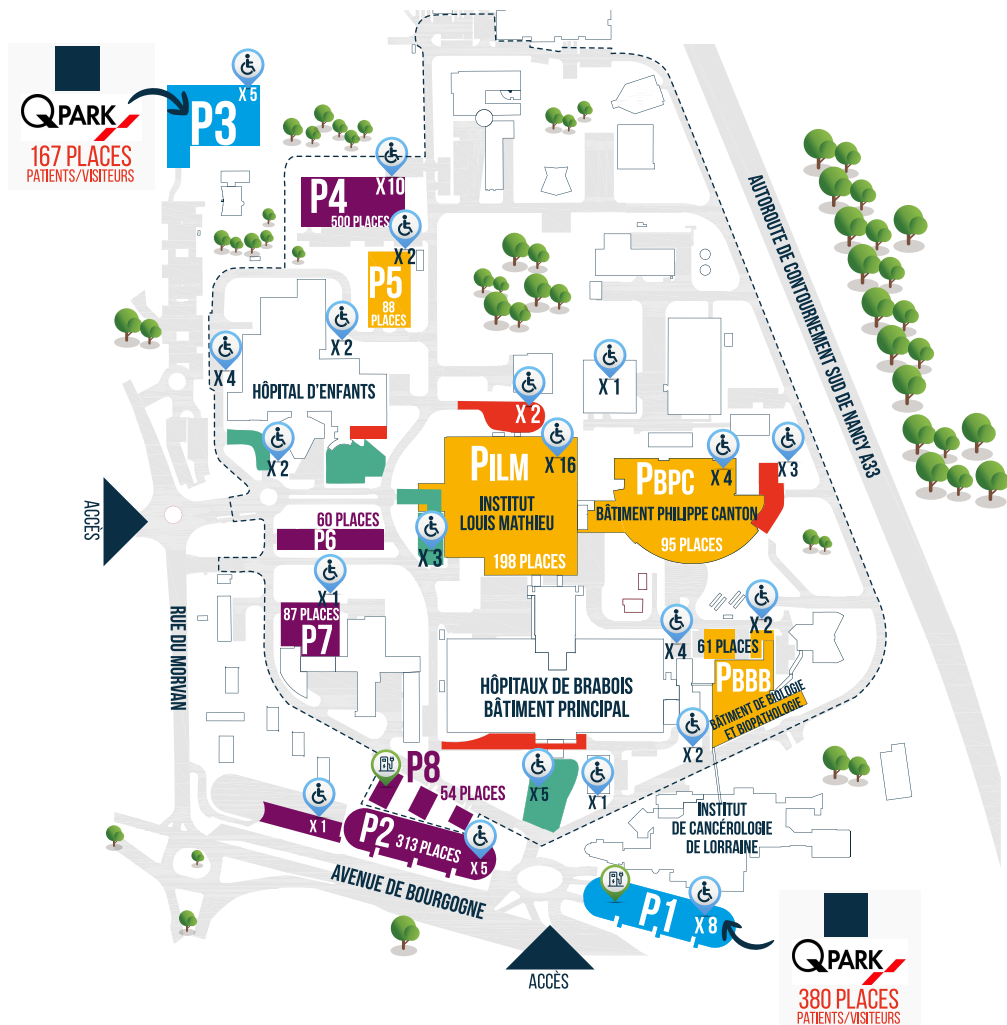 X 5
QPARK
P3
167 PLACES
PATIENTS/VISITEURS
X10
P4
500 PLACES
X 2
P5
88
PLACES
X 2
X 4
HÔPITAL D'ENFANTS
X 1
X 2
X 2
X 16
X 4
X 3
PILM
INSTITUT
LOUIS MATHIEU
198 PLACES
PBPC
BÂTIMENT PHILIPPE CANTON
95 PLACES
AUTOROUTE DE CONTOURNEMENT SUD DE NANCY A33
ACCÈS
60 PLACES
P6
X 3
X 1
87 PLACES
P7
RUE DU MORVAN
X 4
X 2
61 PLACES
PBBB
BÂTIMENT DE BIOLOGIE
ET BIOPATHOLOGIE
HÔPITAUX DE BRABOIS
BÂTIMENT PRINCIPAL
X 2
P8
54 PLACES
X 5
X 1
X 1
P2
313 PLACES
X 5
INSTITUT
DE CANCÉROLOGIE
DE LORRAINE
AVENUE DE BOURGOGNE
P1
X 8
ACCÈS
QPARK
380 PLACES
PATIENTS/VISITEURS